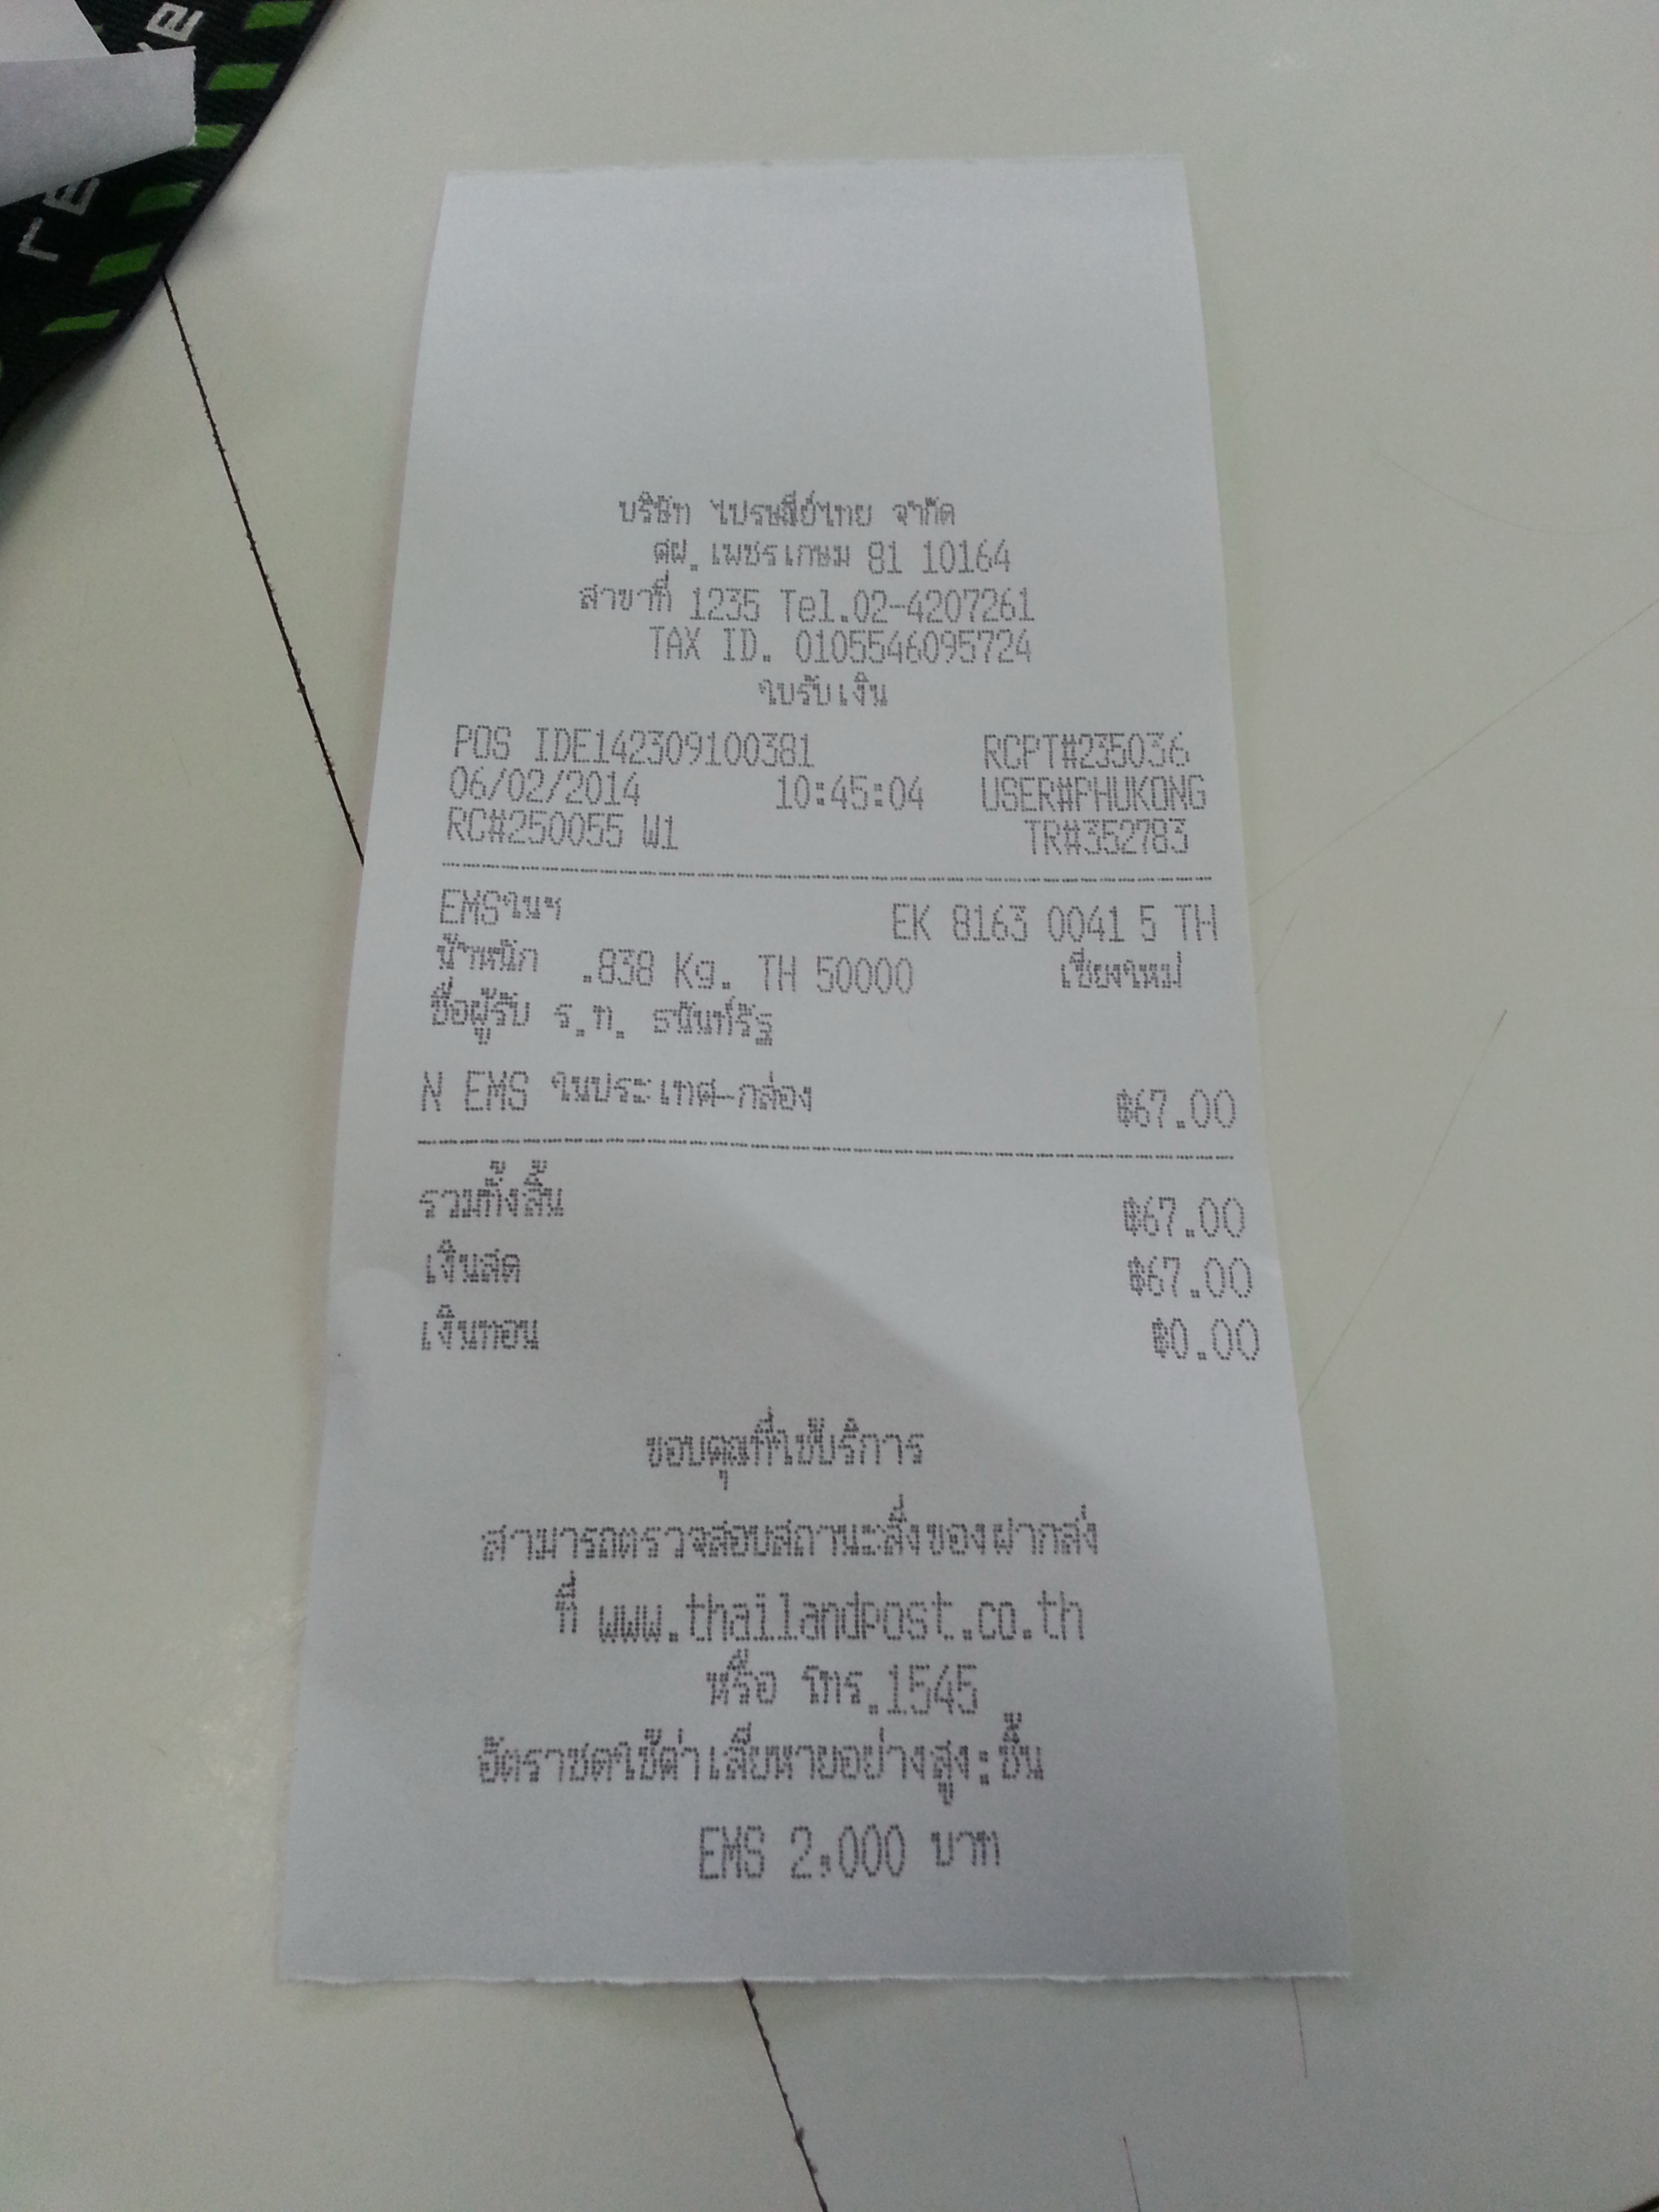 บริษัท ไปรษณีย์ไทย จำกัด
ศฝ. เพชรเกษม 81 10164
สาขาที่ 1235 Tel.02-4207261
TAX ID. 0105546095724
ใบรับเงิน
POS IDE142309100381 RCPT#235036
06/02/2014 10:45:04 USER#PHUKONG
RC#250055 W1 TR#352783
EMSในฯ EK 8163 0041 5 TH
น้ำหนัก .838 Kg. TH 50000 เชียงใหม่
ชื่อผู้รับ ร.ท. ธนันท์รัฐ
N EMS ในประเทศ-กล่อง ฿67.00
รวมทั้งสิ้น ฿67.00
เงินสด ฿67.00
เงินทอน ฿0.00
ขอบคุณที่ใช้บริการ
สามารถตรวจสอบสถานะสิ่งของฝากส่ง
ที่ www.thailandpost.co.th
หรือ โทร.1545
อัตราชดใช้ค่าเสียหายอย่างสูง:ชิ้น
EMS 2,000 บาท